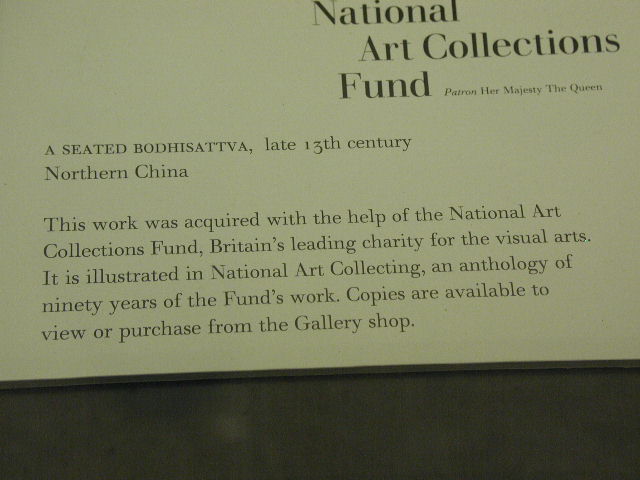 National
Art Collections
Fund Patron Her Majesty The Queen
A SEATED BODHISATTVA, late 13th century
Northern China
This work was acquired with the help of the National Art
Collections Fund, Britain's leading charity for the visual arts.
It is illustrated in National Art Collecting, an anthology of
ninety years of the Fund's work. Copies are available to
view or purchase from the Gallery shop.